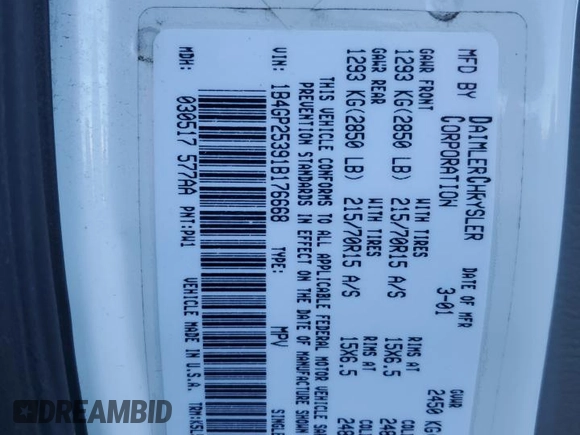 MFD BY DAIMLERCHRYSLER
CORPORATION
DATE OF MFR
3-01
GVWR
2450 KG
GAWR FRONT
1293 KG(2850 LB)
WITH TIRES
215/70R15 A/S
RIMS AT
15X6.5
GAWR REAR
1293 KG(2850 LB)
WITH TIRES
215/70R15 A/S
RIMS AT
15X6.5
THIS VEHICLE CONFORMS TO ALL APPLICABLE FEDERAL MOTOR VEHICLE
PREVENTION STANDARDS IN EFFECT ON THE DATE OF MANUFACTURE SHOWN
1B4GP25391B176668 TYPE: MPV
MDH: 030517 577AA PNT:PW1
VEHICLE MADE IN U.S.A.
DREAMBID